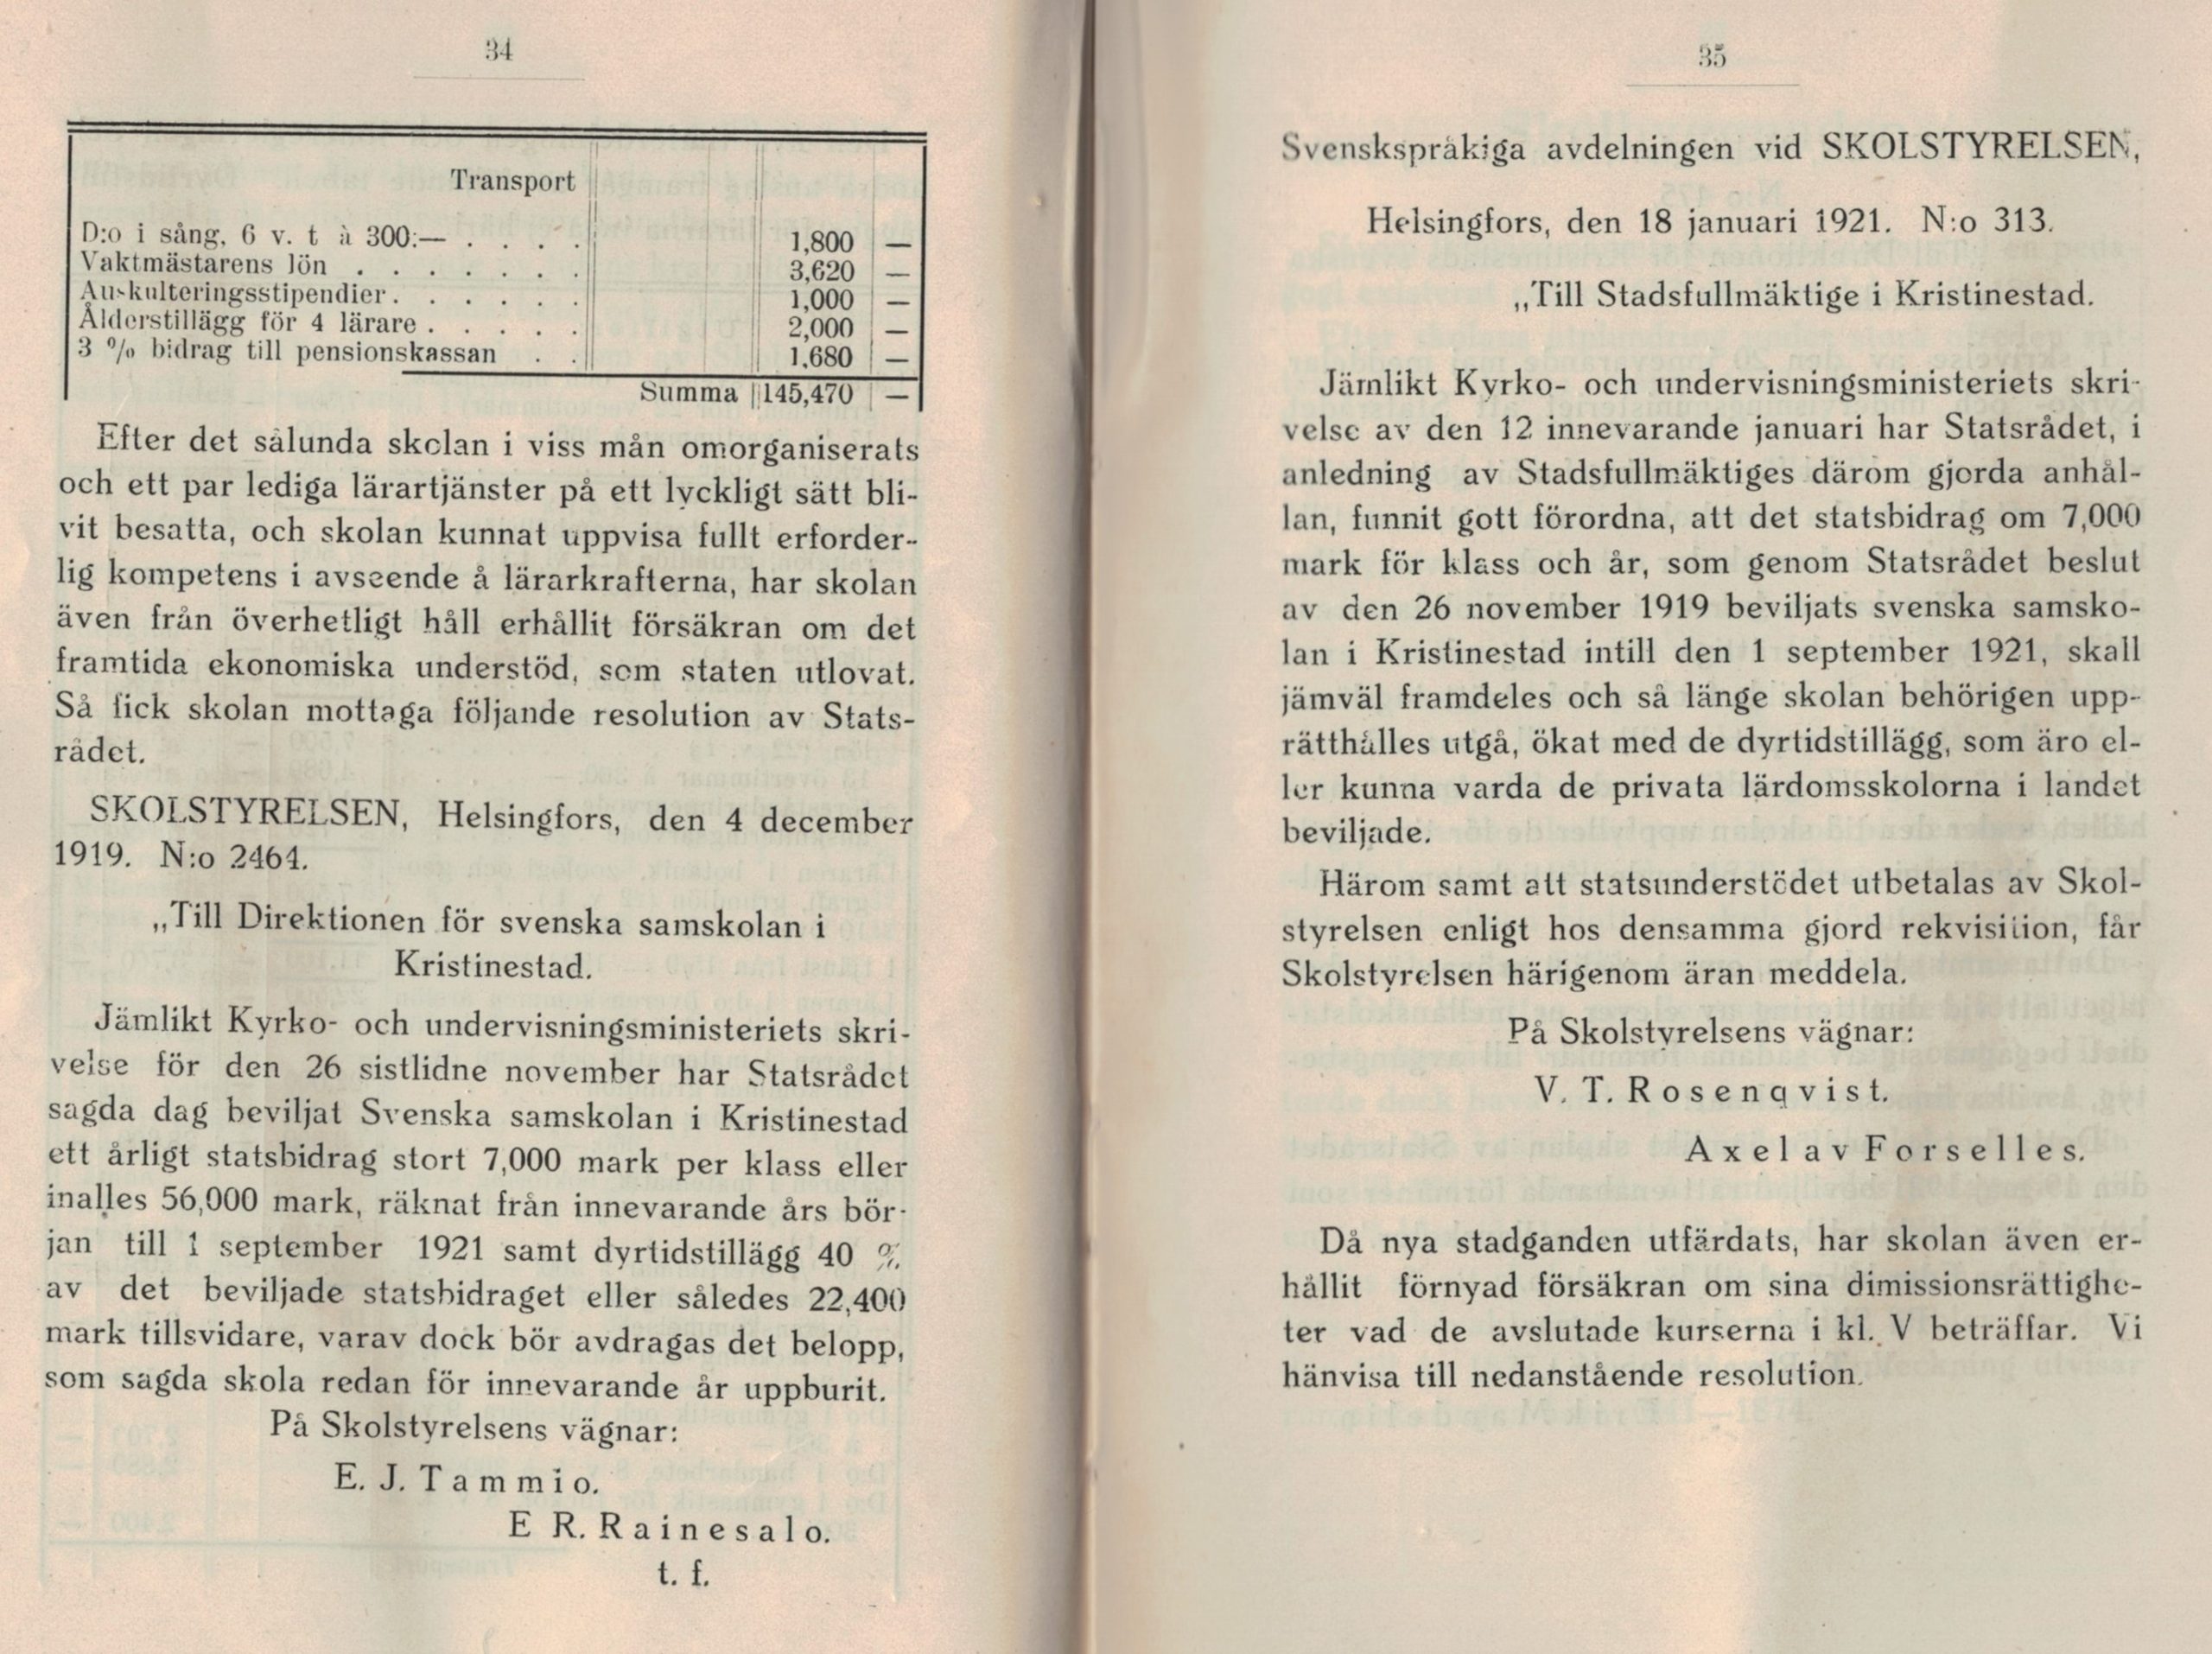 34
Transport
D:o i sång, 6 v. t à 300:— . . . . 1,800 —
Vaktmästarens lön . . . . . . . 3,620 —
Auskulteringsstipendier . . . . . . 1,000 —
Ålderstillägg för 4 lärare . . . . . 2,000 —
3 % bidrag till pensionskassan . . 1,680 —
Summa 145,470 —
Efter det sålunda skolan i viss mån omorganiserats
och ett par lediga lärartjänster på ett lyckligt sätt bli-
vit besatta, och skolan kunnat uppvisa fullt erforder-
lig kompetens i avseende å lärarkrafterna, har skolan
även från överhetligt håll erhållit försäkran om det
framtida ekonomiska understöd, som staten utlovat.
Så fick skolan mottaga följande resolution av Stats-
rådet.
SKOLSTYRELSEN, Helsingfors, den 4 december
1919. N:o 2464.
„Till Direktionen för svenska samskolan i
Kristinestad.
Jämlikt Kyrko- och undervisningsministeriets skri-
velse för den 26 sistlidne november har Statsrådet
sagda dag beviljat Svenska samskolan i Kristinestad
ett årligt statsbidrag stort 7,000 mark per klass eller
inalles 56,000 mark, räknat från innevarande års bör-
jan till 1 september 1921 samt dyrtidstillägg 40 %
av det beviljade statsbidraget eller således 22,400
mark tillsvidare, varav dock bör avdragas det belopp,
som sagda skola redan för innevarande år uppburit.
På Skolstyrelsens vägnar:
E. J. Tammio.
E R. Rainesalo.
t. f.
35
Svenskspråkiga avdelningen vid SKOLSTYRELSEN,
Helsingfors, den 18 januari 1921. N:o 313.
„Till Stadsfullmäktige i Kristinestad.
Jämlikt Kyrko- och undervisningsministeriets skri-
velse av den 12 innevarande januari har Statsrådet, i
anledning av Stadsfullmäktiges därom gjorda anhål-
lan, funnit gott förordna, att det statsbidrag om 7,000
mark för klass och år, som genom Statsrådet beslut
av den 26 november 1919 beviljats svenska samsko-
lan i Kristinestad intill den 1 september 1921, skall
jämväl framdeles och så länge skolan behörigen upp-
rätthålles utgå, ökat med de dyrtidstillägg, som äro el-
ler kunna varda de privata lärdomsskolorna i landet
beviljade.
Härom samt att statsunderstödet utbetalas av Skol-
styrelsen enligt hos densamma gjord rekvisition, får
Skolstyrelsen härigenom äran meddela.
På Skolstyrelsens vägnar:
V. T. Rosenqvist.
Axel av Forselles.
Då nya stadganden utfärdats, har skolan även er-
hållit förnyad försäkran om sina dimissionsrättighe-
ter vad de avslutade kurserna i kl. V beträffar. Vi
hänvisa till nedanstående resolution.